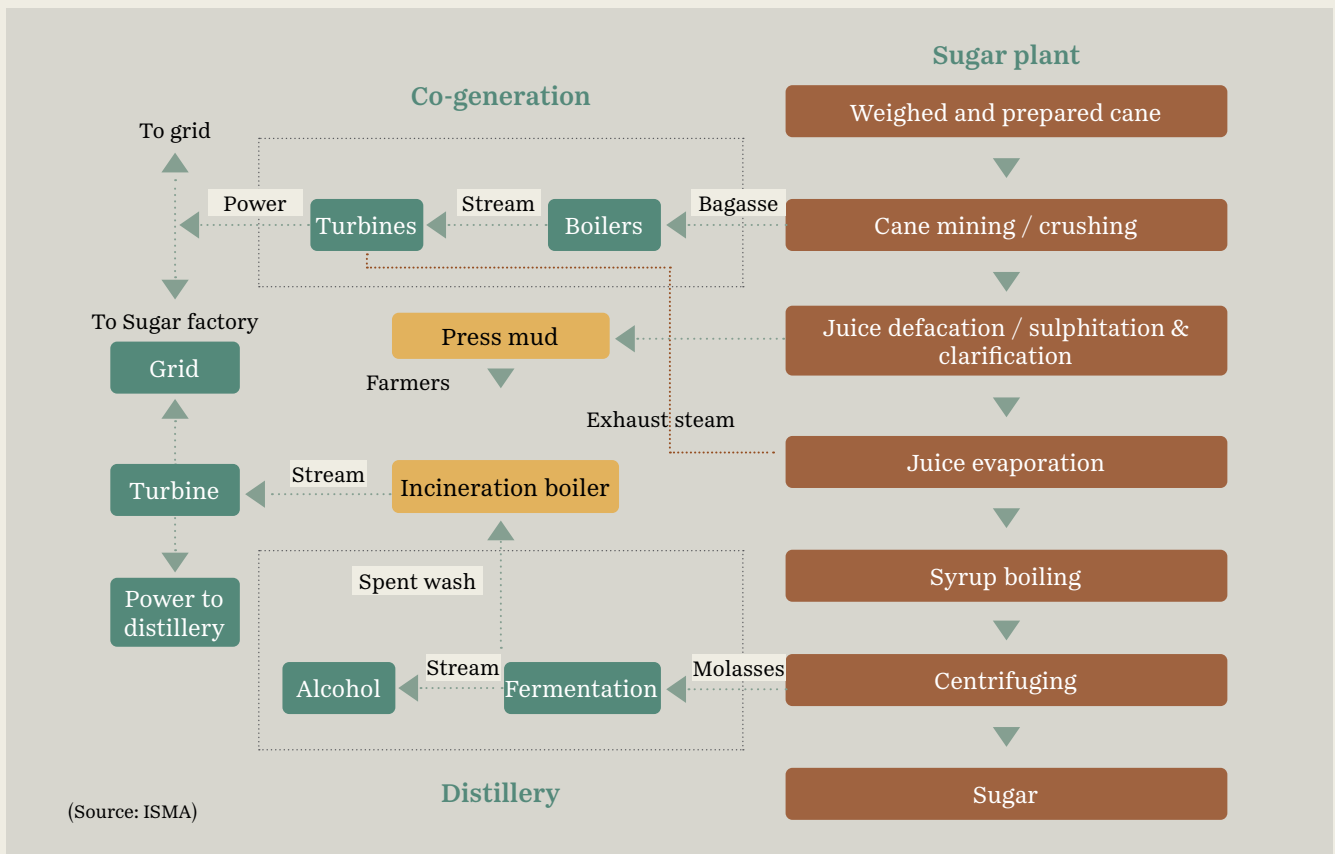 Sugar plant
Co-generation
Weighed and prepared cane
To grid
Power
Turbines
Stream
Boilers
Bagasse
Cane mining / crushing
To Sugar factory
Grid
Press mud
Farmers
Juice defacation / sulphitation &
clarification
Exhaust steam
Juice evaporation
Turbine
Stream
Incineration boiler
Spent wash
Syrup boiling
Power to
distillery
Alcohol
Stream
Fermentation
Molasses
Centrifuging
Distillery
Sugar
(Source: ISMA)